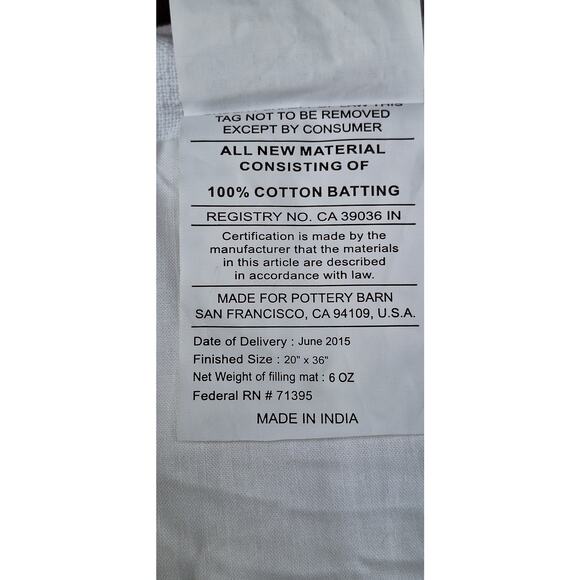 TAG NOT TO BE REMOVED
EXCEPT BY CONSUMER
ALL NEW MATERIAL
CONSISTING OF
100% COTTON BATTING
REGISTRY NO. CA 39036 IN
Certification is made by the
manufacturer that the materials
in this article are described
in accordance with law.
MADE FOR POTTERY BARN
SAN FRANCISCO, CA 94109, U.S.A.
Date of Delivery : June 2015
Finished Size : 20" x 36"
Net Weight of filling mat : 6 OZ
Federal RN # 71395
MADE IN INDIA